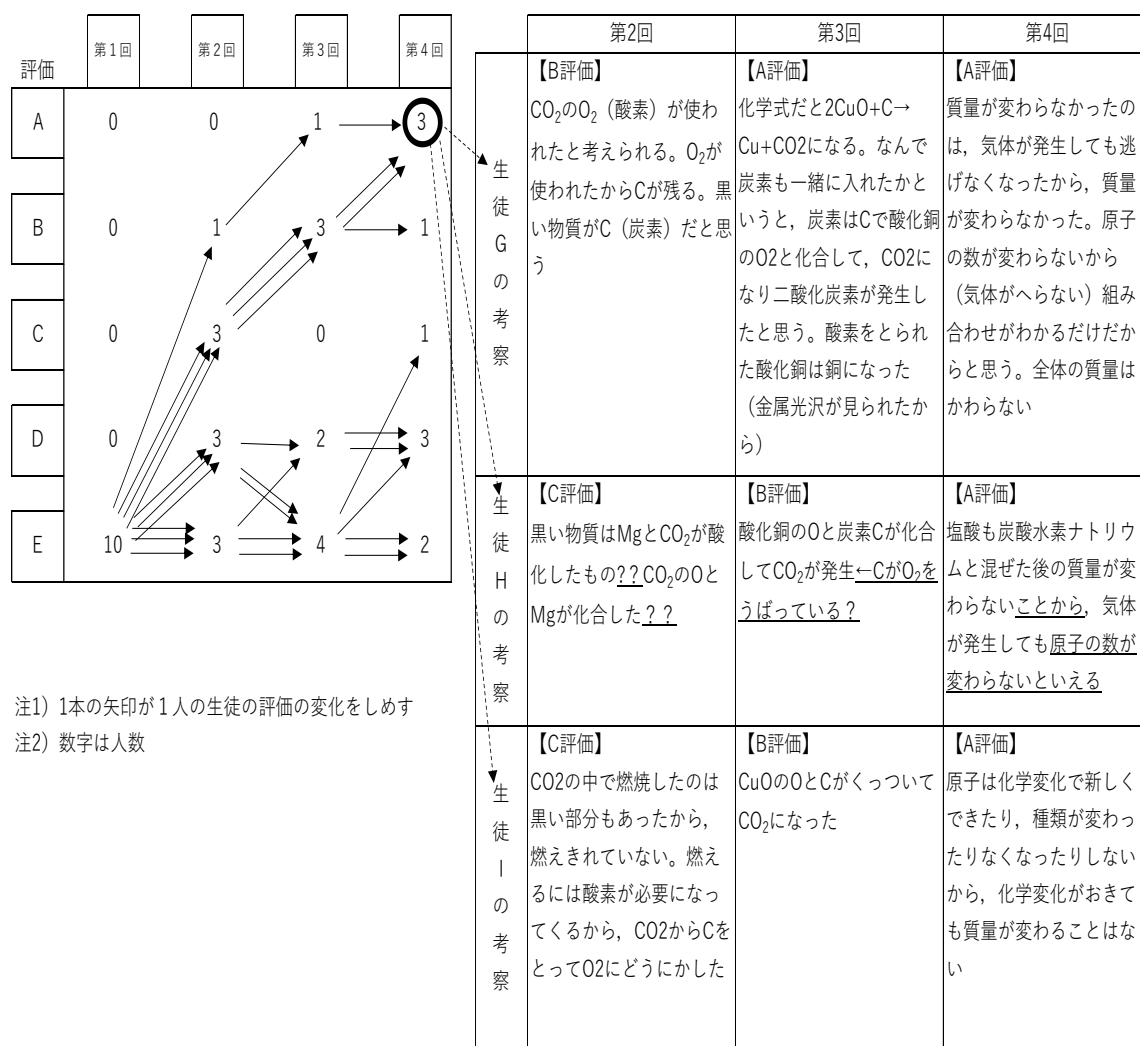 第1回 第2回 第3回 第4回
評価
A 0 0 1 3
B 0 1 3 1
C 0 3 0 1
D 0 3 2 3
E 10 3 4 2
注1）1本の矢印が１人の生徒の評価の変化をしめす
注2）数字は人数
第2回 第3回 第4回
生徒Gの考察
【B評価】
CO₂のO₂（酸素）が使わ
れたと考えられる。O₂が
使われたからCが残る。黒
い物質がC（炭素）だと思
う
【A評価】
化学式だと2CuO+C→
Cu+CO2になる。なんで
炭素も一緒に入れたかと
いうと，炭素はCで酸化銅
のO2と化合して，CO2に
なり二酸化炭素が発生し
たと思う。酸素をとられ
た酸化銅は銅になった
（金属光沢が見られたか
ら）
【A評価】
質量が変わらなかったの
は，気体が発生しても逃
げなくなったから，質量
が変わらなかった。原子
の数が変わらないから
（気体がへらない）組み
合わせがわかるだけだか
らと思う。全体の質量は
かわらない
生徒Hの考察
【C評価】
黒い物質はMgとCO₂が酸
化したもの??CO₂のOと
Mgが化合した？？
【B評価】
酸化銅のOと炭素Cが化合
してCO₂が発生←CがO₂を
うばっている？
【A評価】
塩酸も炭酸水素ナトリウ
ムと混ぜた後の質量が変
わらないことから，気体
が発生しても原子の数が
変わらないといえる
生徒Iの考察
【C評価】
CO2の中で燃焼したのは
黒い部分もあったから，
燃えきれていない。燃え
るには酸素が必要になっ
てくるから，CO2からCを
とってO2にどうにかした
【B評価】
CuOのOとCがくっついて
CO₂になった
【A評価】
原子は化学変化で新しく
できたり，種類が変わっ
たりなくなったりしない
から，化学変化がおきて
も質量が変わることはな
い